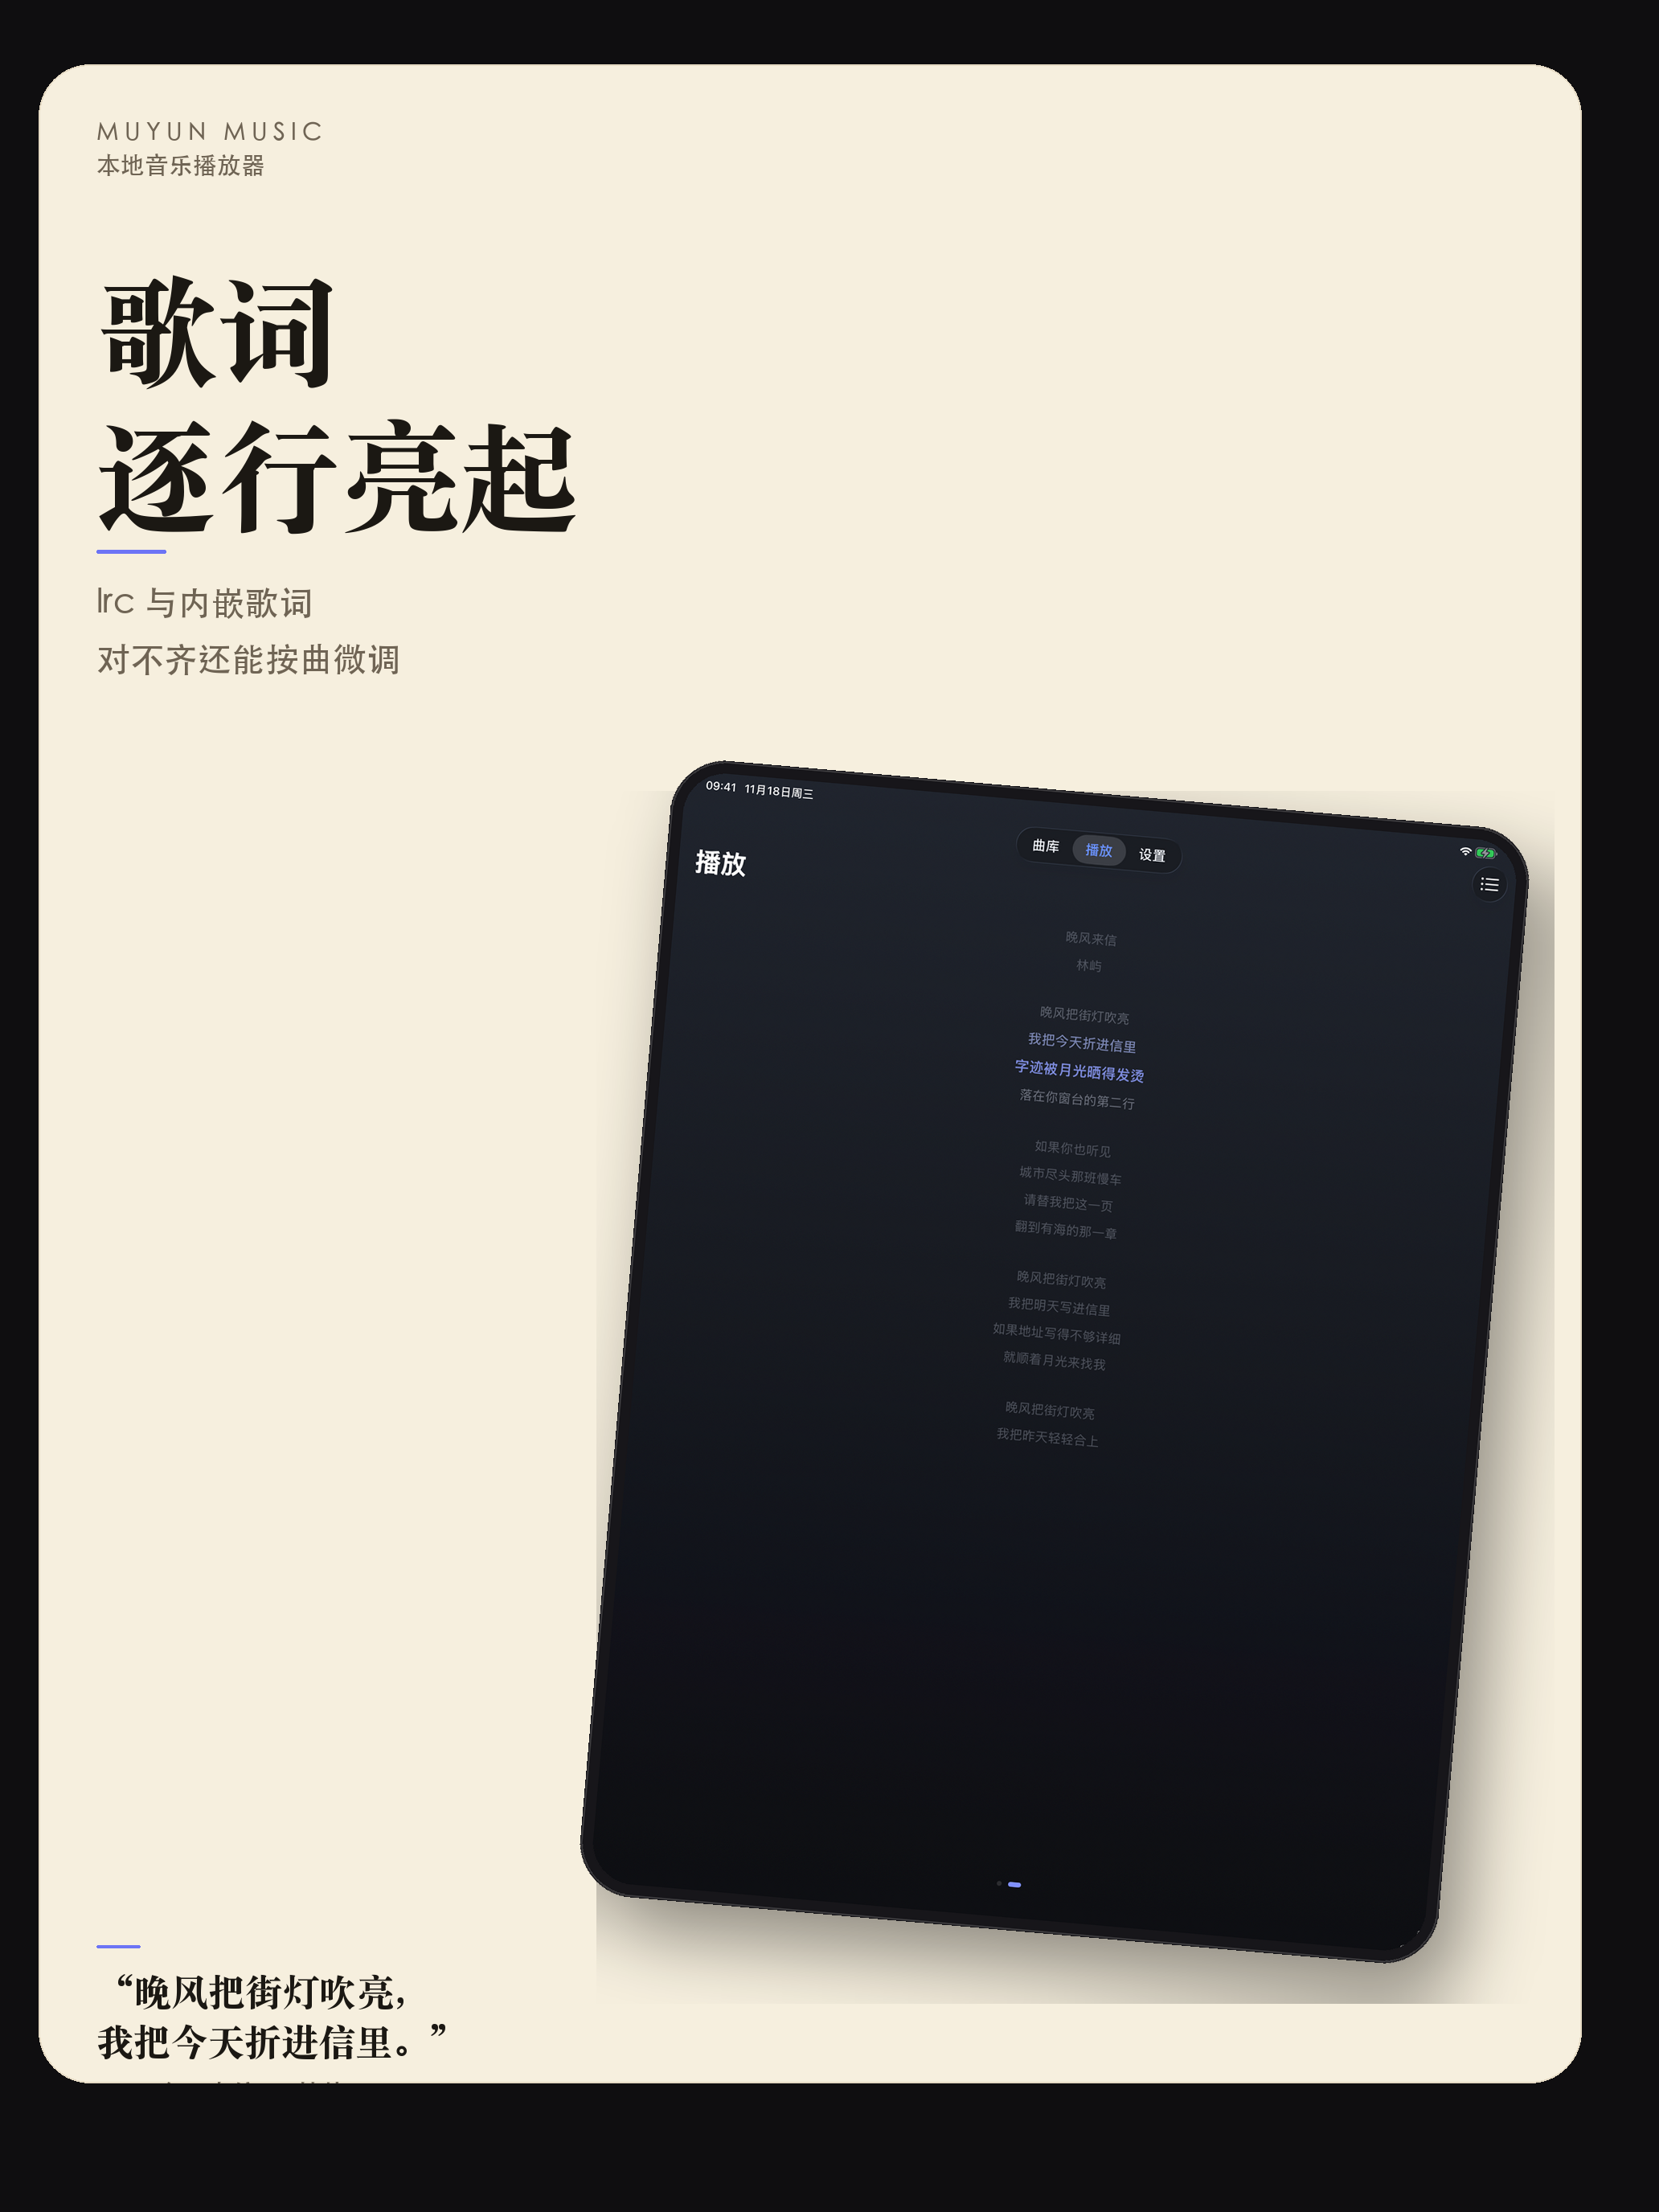 MUYUN MUSIC
本地音乐播放器
歌词
逐行亮起
lrc 与内嵌歌词
对不齐还能按曲微调
09:41 11月18日周三
曲库 播放 设置
播放
晚风来信
林屿
晚风把街灯吹亮
我把今天折进信里
字迹被月光晒得发烫
落在你窗台的第二行
如果你也听见
城市尽头那班慢车
请替我把这一页
翻到有海的那一章
晚风把街灯吹亮
我把明天写进信里
如果地址写得不够详细
就顺着月光来找我
晚风把街灯吹亮
我把昨天轻轻合上
“晚风把街灯吹亮,
我把今天折进信里。”